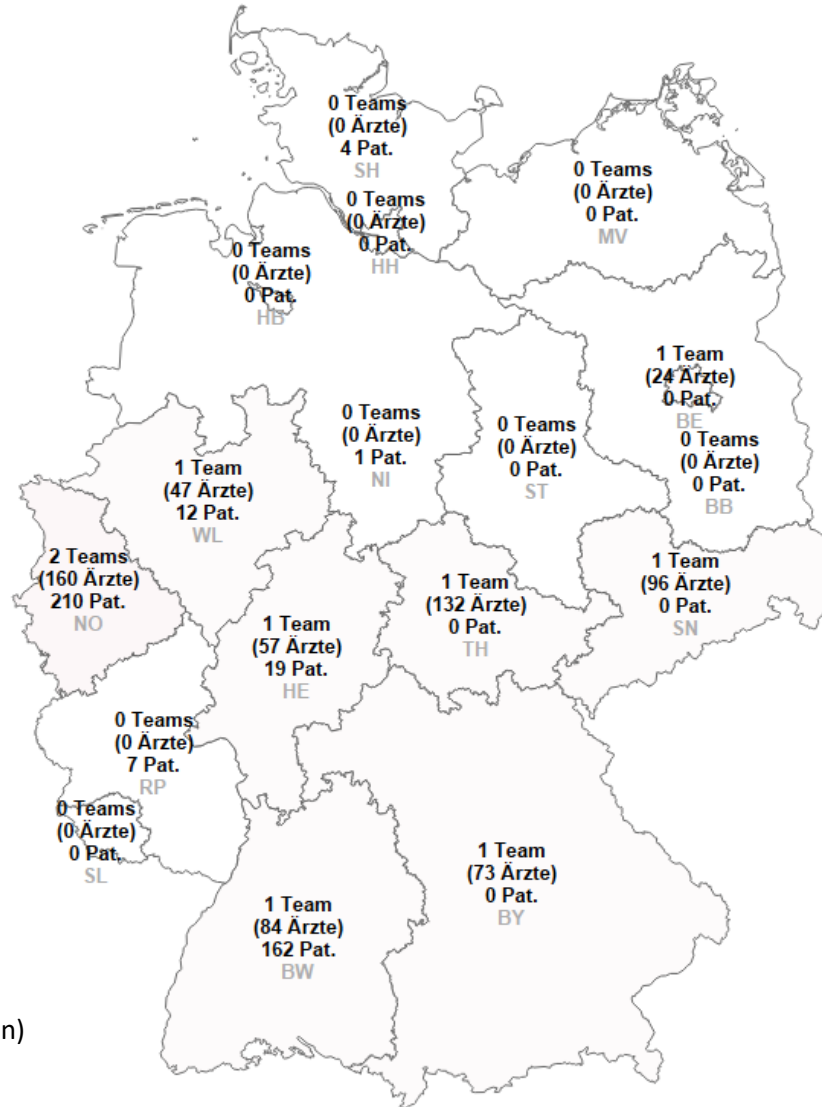 0 Teams
(0 Ärzte)
4 Pat.
SH
0 Teams
(0 Ärzte)
0 Pat.
MV
0 Teams
(0 Ärzte)
0 Pat.
HH
0 Teams
(0 Ärzte)
0 Pat.
HB
1 Team
(24 Ärzte)
0 Pat.
BE
0 Teams
(0 Ärzte)
1 Pat.
NI
0 Teams
(0 Ärzte)
0 Pat.
ST
0 Teams
(0 Ärzte)
0 Pat.
BB
1 Team
(47 Ärzte)
12 Pat.
WL
2 Teams
(160 Ärzte)
210 Pat.
NO
1 Team
(57 Ärzte)
19 Pat.
HE
1 Team
(132 Ärzte)
0 Pat.
TH
1 Team
(96 Ärzte)
0 Pat.
SN
0 Teams
(0 Ärzte)
7 Pat.
RP
0 Teams
(0 Ärzte)
0 Pat.
SL
1 Team
(84 Ärzte)
162 Pat.
BW
1 Team
(73 Ärzte)
0 Pat.
BY
n)